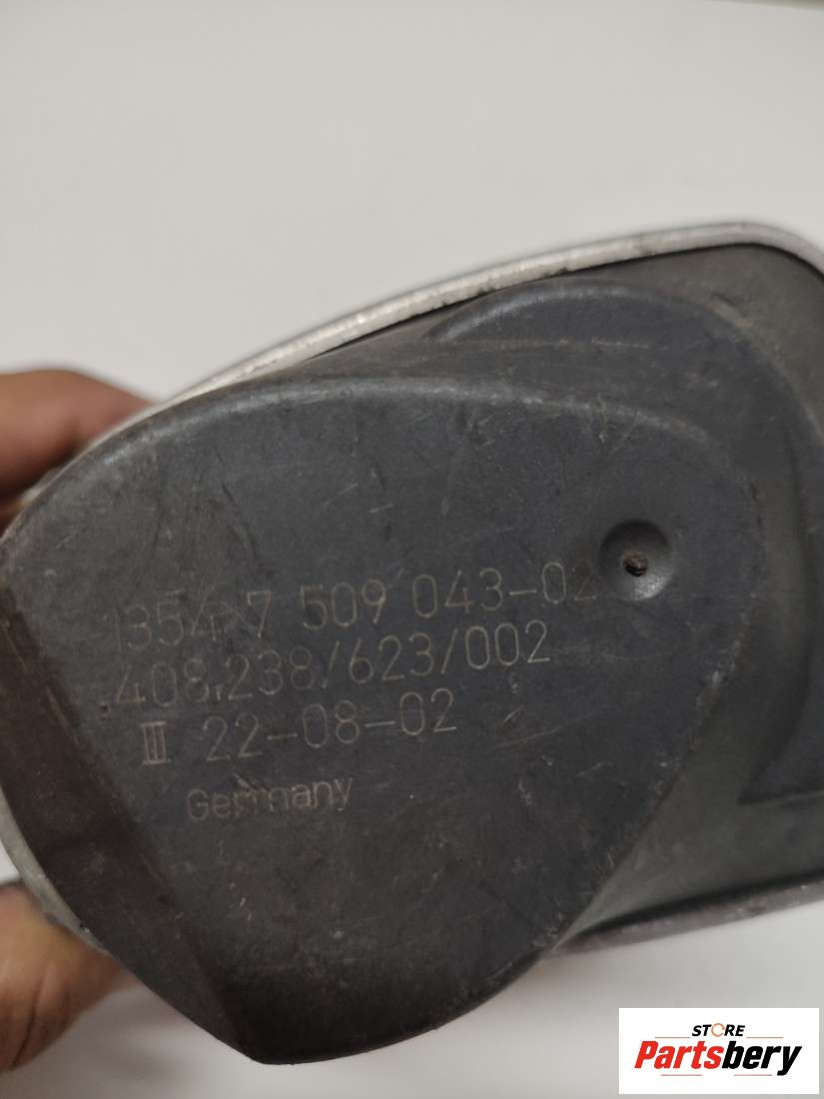 1354 7 509 043-02
408.238/623/002
III 22-08-02
Germany
STORE
Partsbery